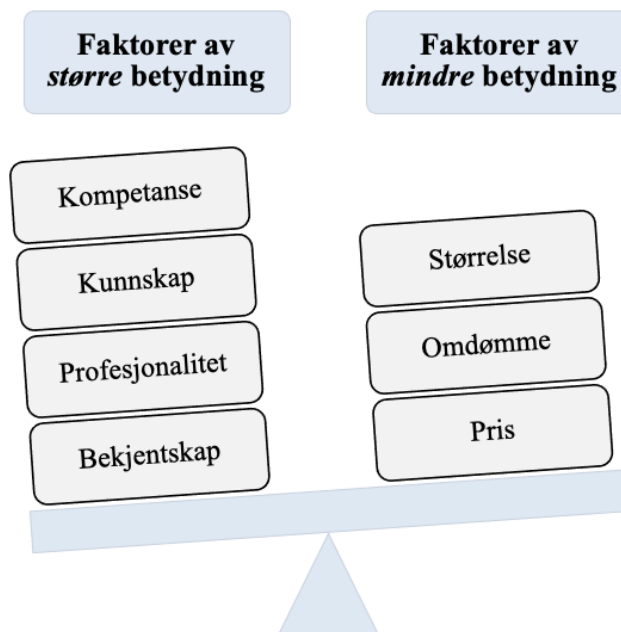 Faktorer av
større betydning
Faktorer av
mindre betydning
Kompetanse
Kunnskap
Profesjonalitet
Bekjentskap
Størrelse
Omdømme
Pris